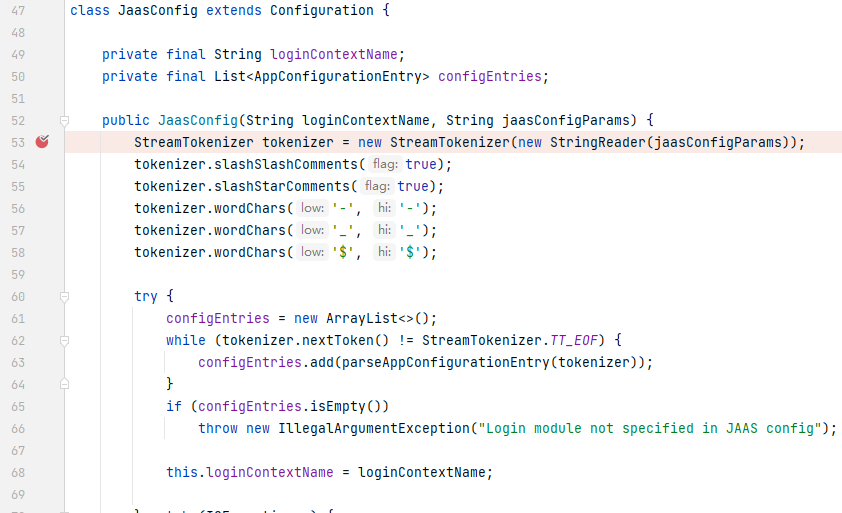 47 class JaasConfig extends Configuration {
48
49 private final String loginContextName;
50 private final List<AppConfigurationEntry> configEntries;
51
52 public JaasConfig(String loginContextName, String jaasConfigParams) {
53 StreamTokenizer tokenizer = new StreamTokenizer(new StringReader(jaasConfigParams));
54 tokenizer.slashSlashComments( flag: true);
55 tokenizer.slashStarComments( flag: true);
56 tokenizer.wordChars( low: '-', hi: '-');
57 tokenizer.wordChars( low: '_', hi: '_');
58 tokenizer.wordChars( low: '$', hi: '$');
59
60 try {
61 configEntries = new ArrayList<>();
62 while (tokenizer.nextToken() != StreamTokenizer.TT_EOF) {
63 configEntries.add(parseAppConfigurationEntry(tokenizer));
64 }
65 if (configEntries.isEmpty())
66 throw new IllegalArgumentException("Login module not specified in JAAS config");
67
68 this.loginContextName = loginContextName;
69